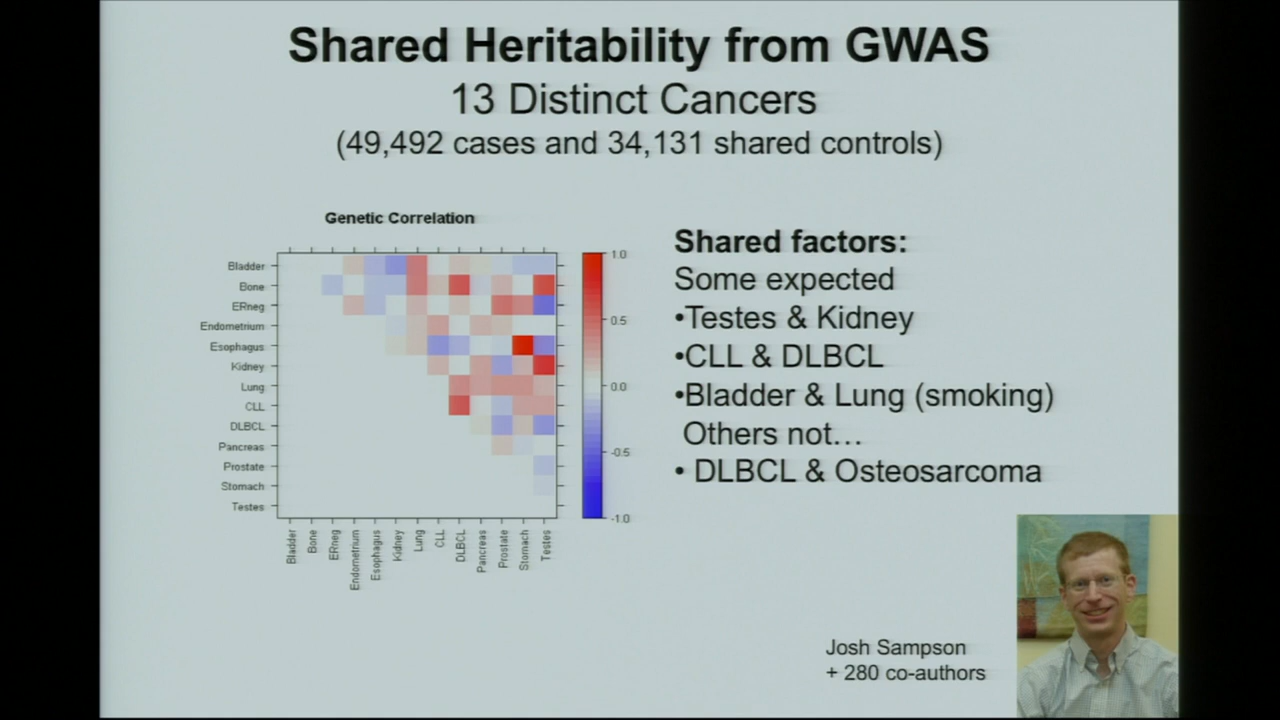 Shared Heritability from GWAS
13 Distinct Cancers
(49,492 cases and 34,131 shared controls)
Genetic Correlation
Bladder
Bone
ERneg
Endometrium
Esophagus
Kidney
Lung
CLL
DLBCL
Pancreas
Prostate
Stomach
Testes
Bladder
Bone
ERneg
Endometrium
Esophagus
Kidney
Lung
CLL
DLBCL
Pancreas
Prostate
Stomach
Testes
1.0
0.5
0.0
-0.5
-1.0
Shared factors:
Some expected
•Testes & Kidney
•CLL & DLBCL
•Bladder & Lung (smoking)
Others not…
• DLBCL & Osteosarcoma
Josh Sampson
+ 280 co-authors